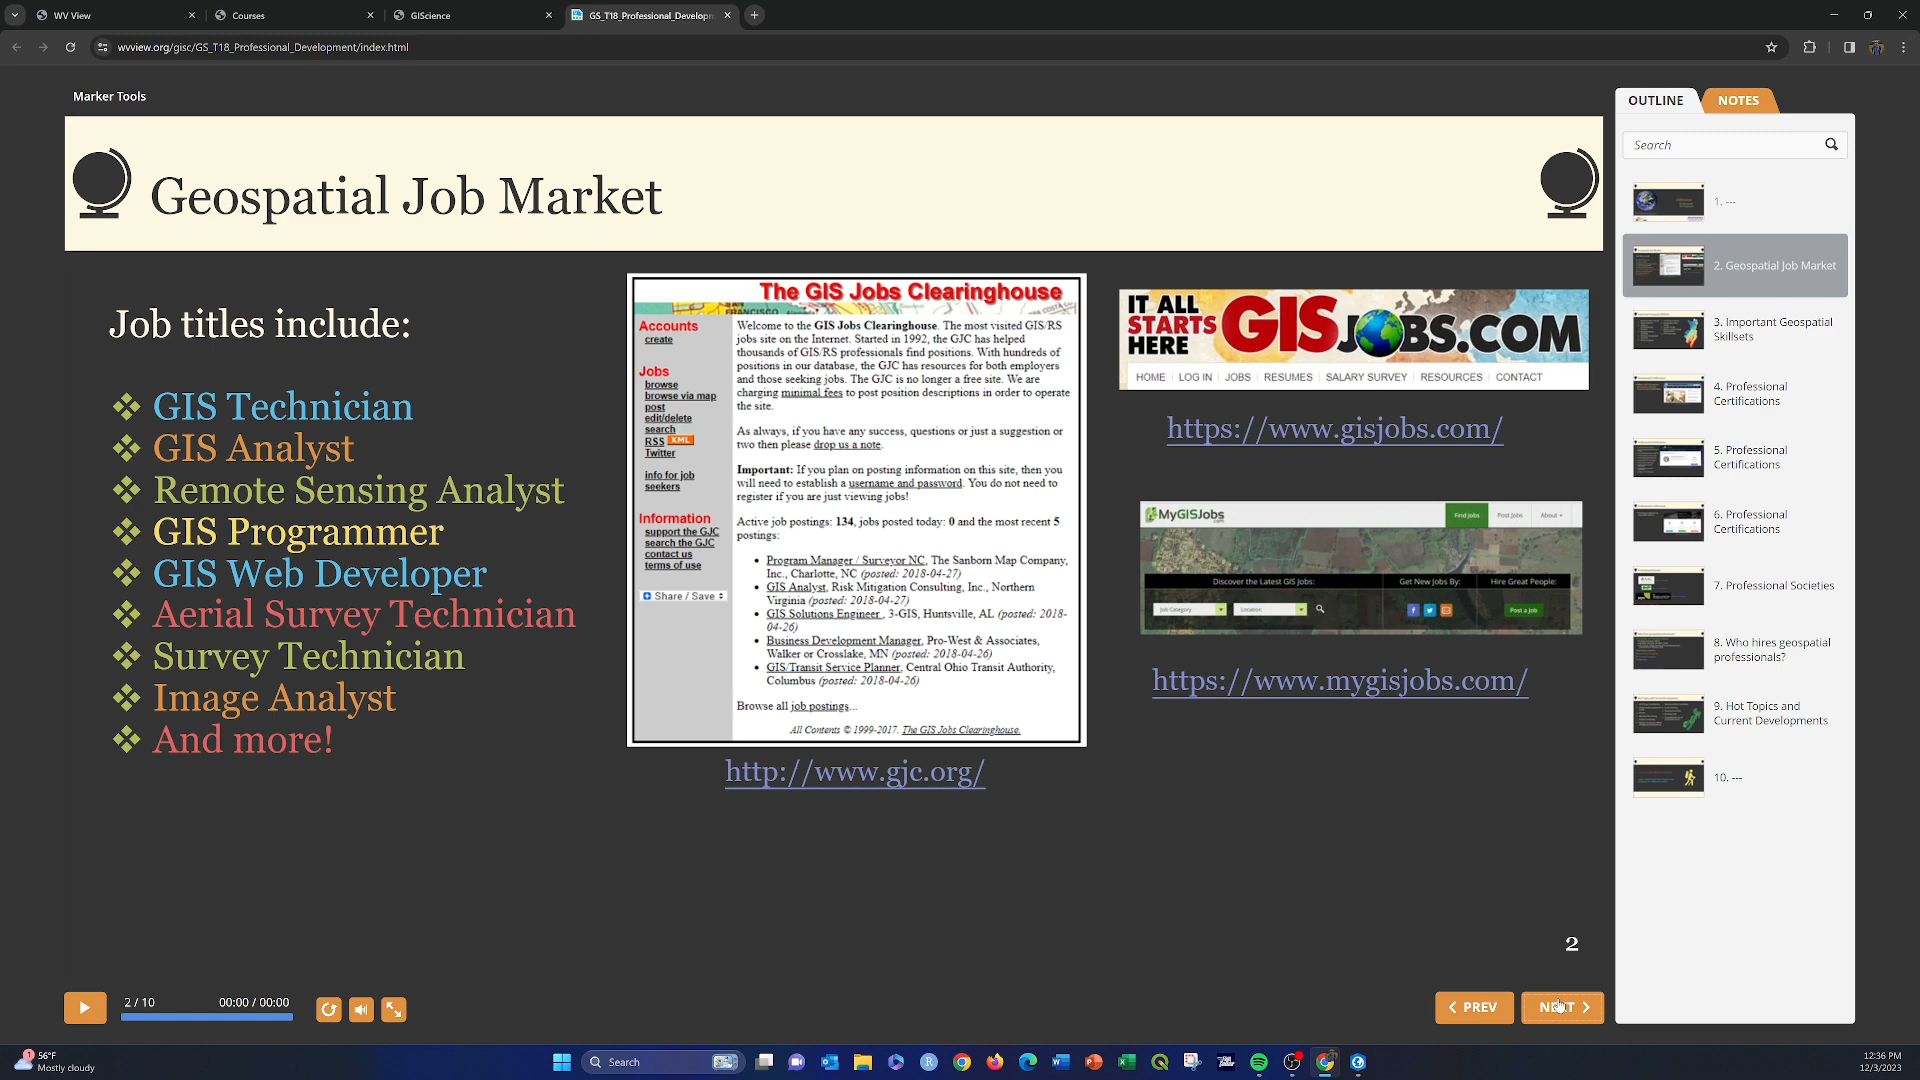 WV View
Courses
GIScience
GS_T18_Professional_Developm
wvview.org/gisc/GS_T18_Professional_Development/index.html
Marker Tools
Geospatial Job Market
Job titles include:
❖ GIS Technician
❖ GIS Analyst
❖ Remote Sensing Analyst
❖ GIS Programmer
❖ GIS Web Developer
❖ Aerial Survey Technician
❖ Survey Technician
❖ Image Analyst
❖ And more!
The GIS Jobs Clearinghouse
FRANCISCO
Accounts
create
Jobs
browse
browse via map
post
edit/delete
search
RSS XML
Twitter
info for job
seekers
Information
support the GJC
search the GJC
contact us
terms of use
Share / Save
Welcome to the GIS Jobs Clearinghouse. The most visited GIS/RS
jobs site on the Internet. Started in 1992, the GJC has helped
thousands of GIS/RS professionals find positions. With hundreds of
positions in our database, the GJC has resources for both employers
and those seeking jobs. The GJC is no longer a free site. We are
charging minimal fees to post position descriptions in order to operate
the site.
As always, if you have any success, questions or just a suggestion or
two then please drop us a note.
Important: If you plan on posting information on this site, then you
will need to establish a username and password. You do not need to
register if you are just viewing jobs!
Active job postings: 134, jobs posted today: 0 and the most recent 5
postings:
• Program Manager / Surveyor NC, The Sanborn Map Company,
Inc., Charlotte, NC (posted: 2018-04-27)
• GIS Analyst, Risk Mitigation Consulting, Inc., Northern
Virginia (posted: 2018-04-27)
• GIS Solutions Engineer , 3-GIS, Huntsville, AL (posted: 2018-
04-26)
• Business Development Manager, Pro-West & Associates,
Walker or Crosslake, MN (posted: 2018-04-26)
• GIS/Transit Service Planner, Central Ohio Transit Authority,
Columbus (posted: 2018-04-26)
Browse all job postings...
All Contents © 1999-2017. The GIS Jobs Clearinghouse.
http://www.gjc.org/
IT ALL
STARTS
HERE
GISJOBS.COM
HOME LOG IN JOBS RESUMES SALARY SURVEY RESOURCES CONTACT
https://www.gisjobs.com/
MyGISJobs
.com
Find Jobs Post Jobs About
Discover the Latest GIS Jobs: Get New Jobs By: Hire Great People:
Job Category Location Post a Job
https://www.mygisjobs.com/
2
2 / 10 00:00 / 00:00
PREV
NEXT
OUTLINE NOTES
Search
1. ---
2. Geospatial Job Market
3. Important Geospatial
Skillsets
4. Professional
Certifications
5. Professional
Certifications
6. Professional
Certifications
7. Professional Societies
8. Who hires geospatial
professionals?
9. Hot Topics and
Current Developments
10. ---
1
56°F
Mostly cloudy
Search
12:36 PM
12/3/2023